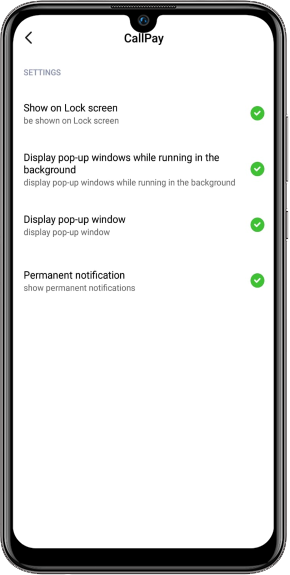 CallPay
SETTINGS
Show on Lock screen
be shown on Lock screen
Display pop-up windows while running in the
background
display pop-up windows while running in the background
Display pop-up window
display pop-up window
Permanent notification
show permanent notifications